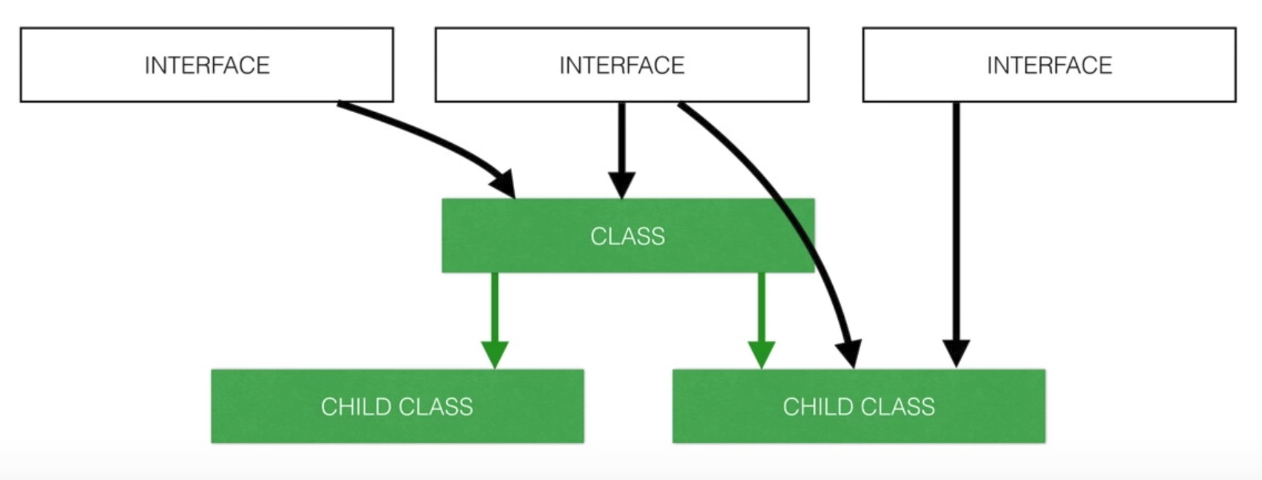 INTERFACE
INTERFACE
INTERFACE
CLASS
CHILD CLASS
CHILD CLASS